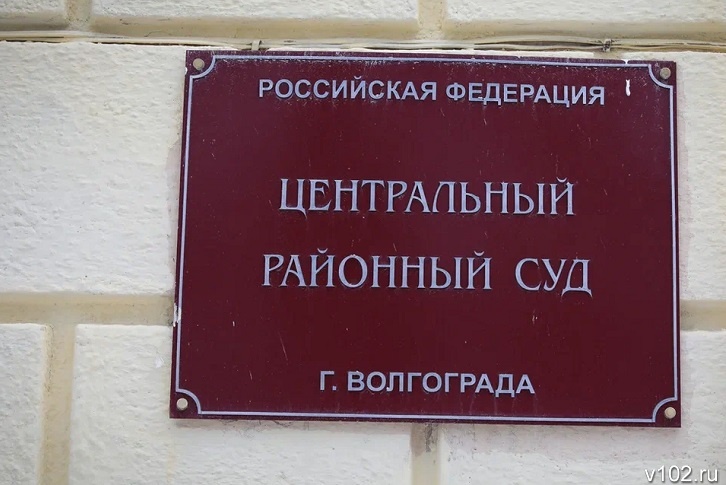 РОССИЙСКАЯ ФЕДЕРАЦИЯ
ЦЕНТРАЛЬНЫЙ
РАЙОННЫЙ СУД
Г. ВОЛГОГРАДА
v102.ru